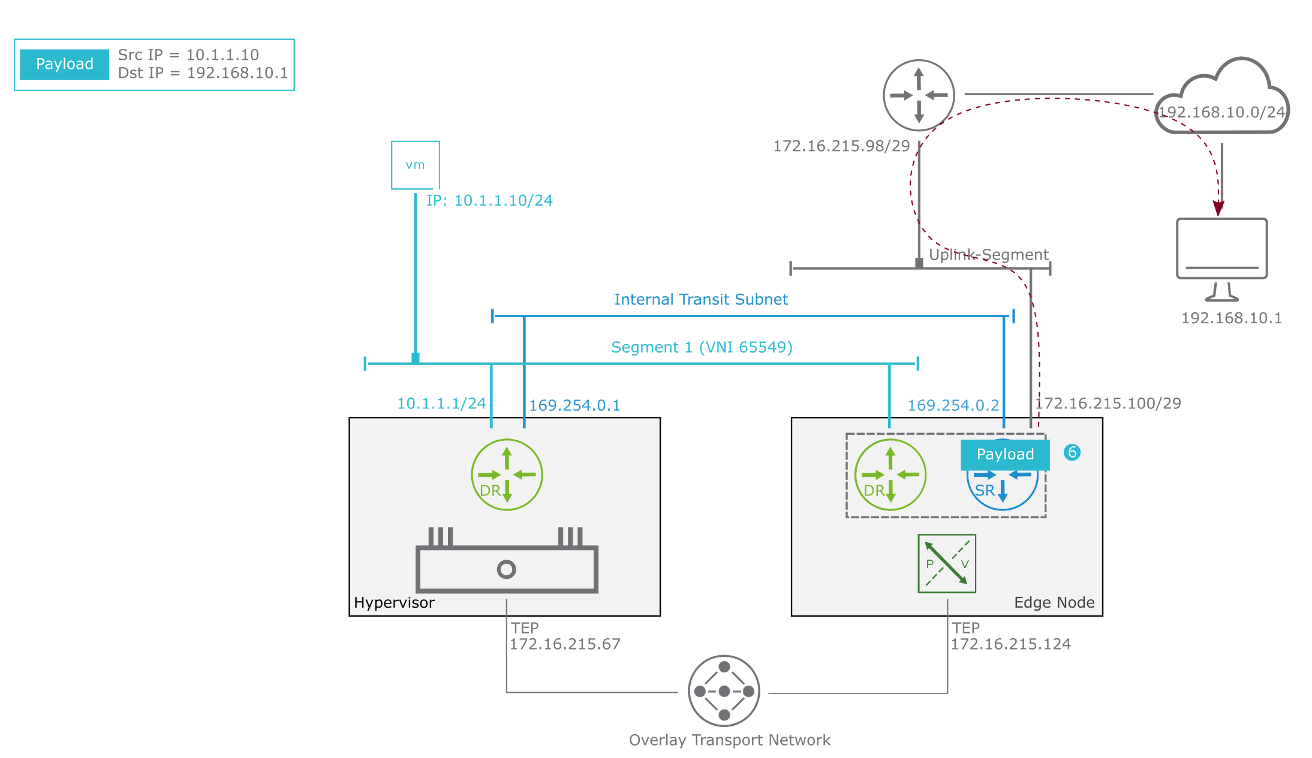 Payload
Src IP = 10.1.1.10
Dst IP = 192.168.10.1
192.168.10.0/24
172.16.215.98/29
vm
IP: 10.1.1.10/24
Uplink-Segment
Internal Transit Subnet
192.168.10.1
Segment 1 (VNI 65549)
10.1.1.1/24
169.254.0.1
169.254.0.2
172.16.215.100/29
Payload
6
DR
DR
SR
P
V
Hypervisor
Edge Node
TEP
172.16.215.67
TEP
172.16.215.124
Overlay Transport Network